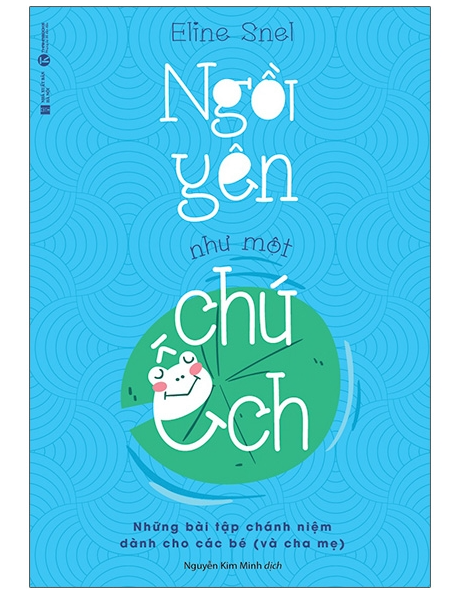 Eline Snel
Ngồi
yên
như một
chú
ếch
Những bài tập chánh niệm
dành cho các bé (và cha mẹ)
Nguyễn Kim Minh dịch